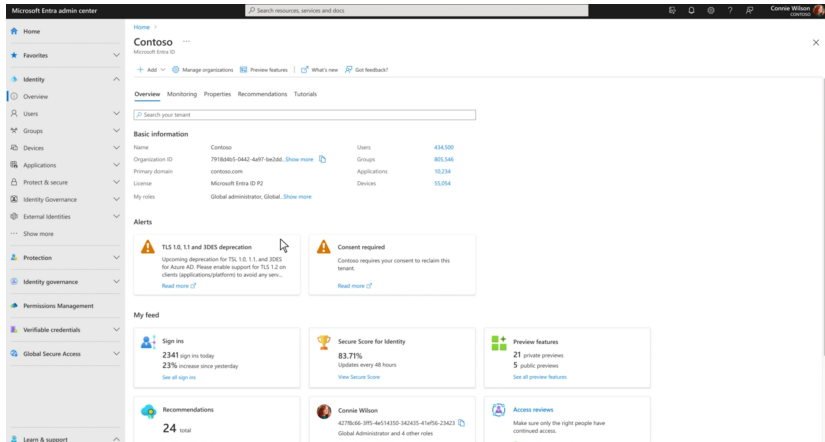 Microsoft Entra admin center
Search resources, services and docs
Connie Wilson
CONTOSO
Home
Favorites
Identity
Overview
Users
Groups
Devices
Applications
Protect & secure
Identity Governance
External Identities
Show more
Protection
Identity governance
Permissions Management
Verifiable credentials
Global Secure Access
Learn & support
Home >
Contoso ...
Microsoft Entra ID
Add
Manage organizations
Preview features
What's new
Got feedback?
Overview Monitoring Properties Recommendations Tutorials
Search your tenant
Basic information
Name Contoso Users 434,500
Organization ID 7918d4b5-0442-4a97-be2dd...Show more Groups 805,546
Primary domain contoso.com Applications 10,234
License Microsoft Entra ID P2 Devices 55,054
My roles Global administrator, Global...Show more
Alerts
TLS 1.0, 1.1 and 3DES deprecation
Upcoming deprecation for TSL 1.0, 1.1. and 3DES
for Azure AD. Please enable support for TLS 1.2 on
clients (applications/platform) to avoid any serv...
Read more
Consent required
Contoso requires your consent to reclaim this
tenant.
Read more
My feed
Sign ins
2341 sign ins today
23% increase since yesterday
See all sign ins
Secure Score for Identity
83.71%
Updates every 48 hours
View Secure Score
Preview features
21 private previews
5 public previews
See all preview features
Recommendations
24 total
Connie Wilson
427f8c66-3ff5-4e514350-342435-41ef56-23423
Global Administrator and 4 other roles
Access reviews
Make sure only the right people have
continued access.